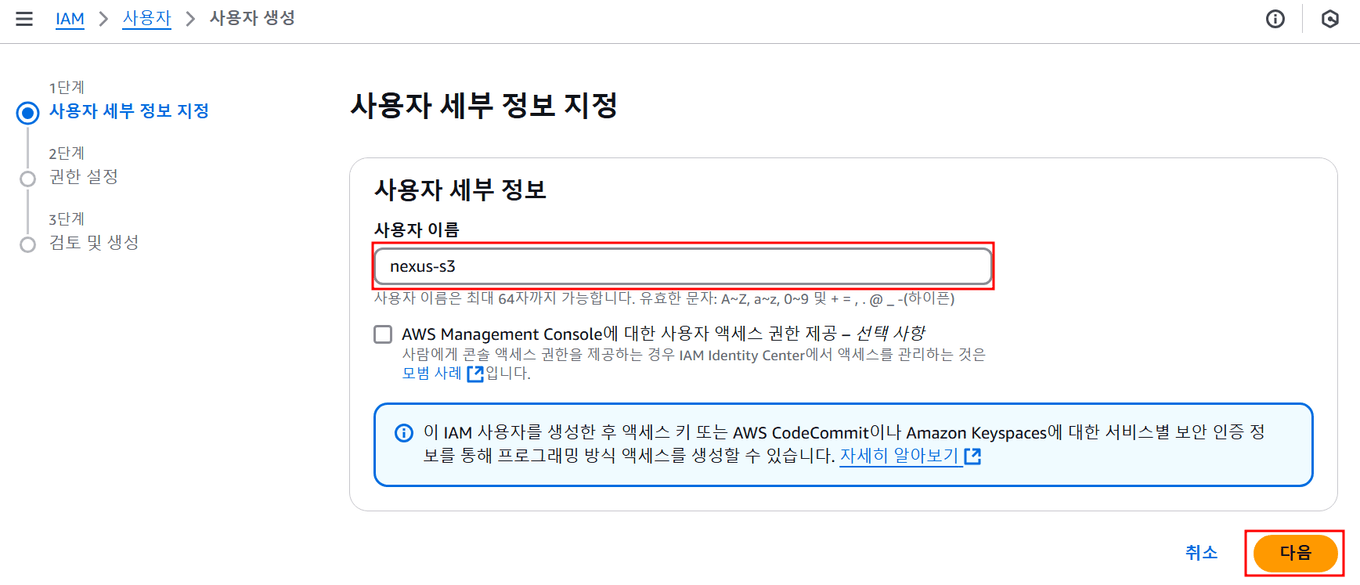 IAM > 사용자 > 사용자 생성
1단계
사용자 세부 정보 지정
2단계
권한 설정
3단계
검토 및 생성
사용자 세부 정보 지정
사용자 세부 정보
사용자 이름
nexus-s3
사용자 이름은 최대 64자까지 가능합니다. 유효한 문자: A~Z, a~z, 0~9 및 + = , . @ _ -(하이픈)
AWS Management Console에 대한 사용자 액세스 권한 제공 – 선택 사항
사람에게 콘솔 액세스 권한을 제공하는 경우 IAM Identity Center에서 액세스를 관리하는 것은
모범 사례 입니다.
이 IAM 사용자를 생성한 후 액세스 키 또는 AWS CodeCommit이나 Amazon Keyspaces에 대한 서비스별 보안 인증 정
보를 통해 프로그래밍 방식 액세스를 생성할 수 있습니다. 자세히 알아보기
취소
다음